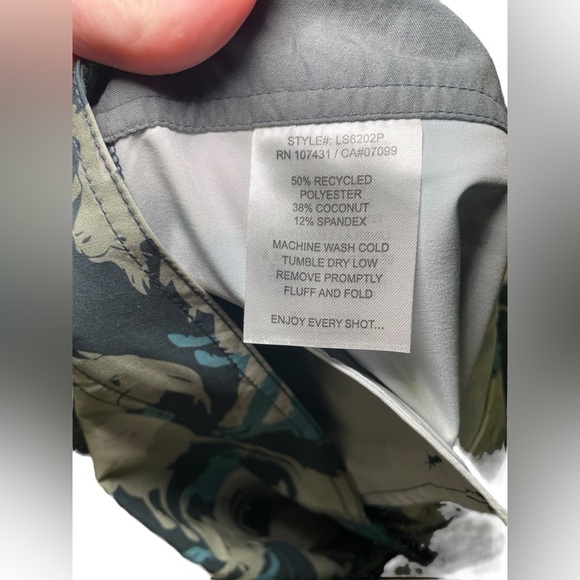 STYLE#: LS6202P
RN 107431 / CA#07099
50% RECYCLED
POLYESTER
38% COCONUT
12% SPANDEX
MACHINE WASH COLD
TUMBLE DRY LOW
REMOVE PROMPTLY
FLUFF AND FOLD
ENJOY EVERY SHOT...